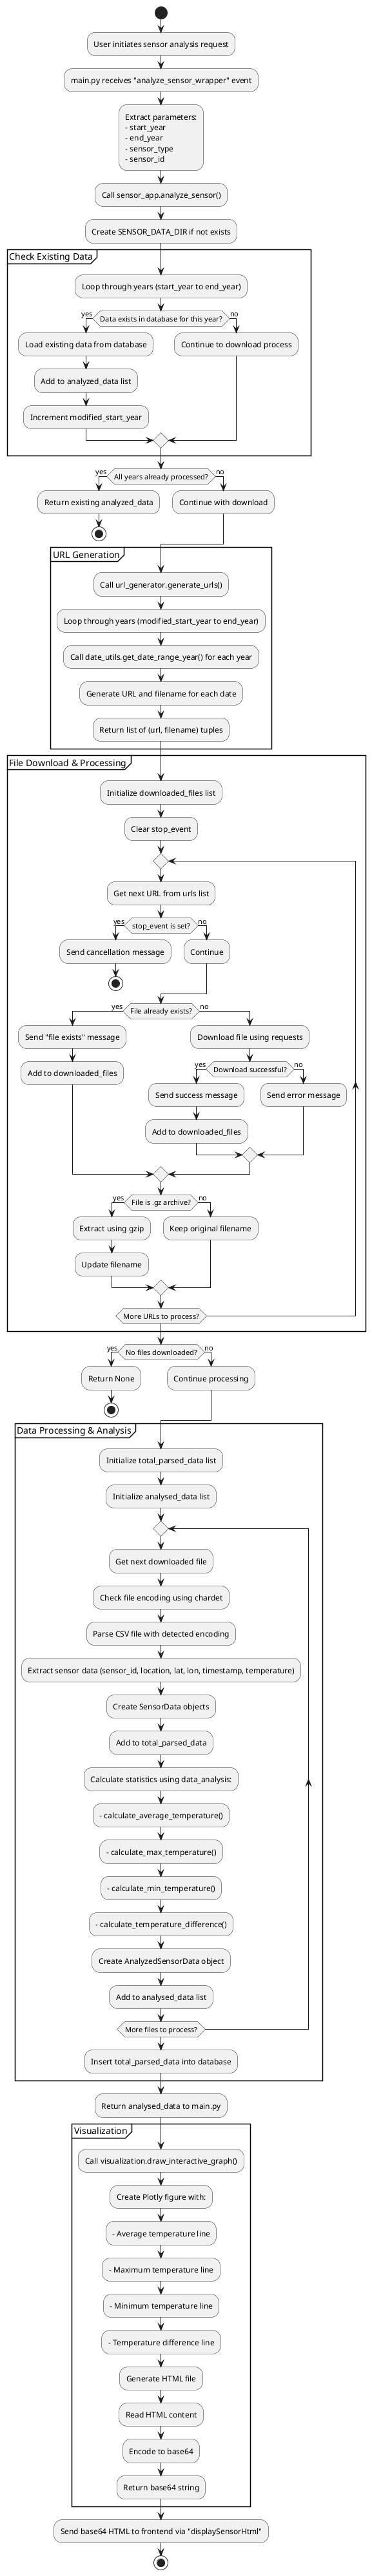 User initiates sensor analysis request
main.py receives "analyze_sensor_wrapper" event
Extract parameters:
- start_year
- end_year
- sensor_type
- sensor_id
Call sensor_app.analyze_sensor()
Create SENSOR_DATA_DIR if not exists
Check Existing Data
Loop through years (start_year to end_year)
yes
Data exists in database for this year?
no
Load existing data from database
Continue to download process
Add to analyzed_data list
Increment modified_start_year
yes
All years already processed?
no
Return existing analyzed_data
Continue with download
URL Generation
Call url_generator.generate_urls()
Loop through years (modified_start_year to end_year)
Call date_utils.get_date_range_year() for each year
Generate URL and filename for each date
Return list of (url, filename) tuples
File Download & Processing
Initialize downloaded_files list
Clear stop_event
Get next URL from urls list
yes
stop_event is set?
no
Send cancellation message
Continue
yes
File already exists?
no
Send "file exists" message
Download file using requests
Add to downloaded_files
yes
Download successful?
no
Send success message
Send error message
Add to downloaded_files
yes
File is .gz archive?
no
Extract using gzip
Keep original filename
Update filename
More URLs to process?
yes
No files downloaded?
no
Return None
Continue processing
Data Processing & Analysis
Initialize total_parsed_data list
Initialize analysed_data list
Get next downloaded file
Check file encoding using chardet
Parse CSV file with detected encoding
Extract sensor data (sensor_id, location, lat, lon, timestamp, temperature)
Create SensorData objects
Add to total_parsed_data
Calculate statistics using data_analysis:
- calculate_average_temperature()
- calculate_max_temperature()
- calculate_min_temperature()
- calculate_temperature_difference()
Create AnalyzedSensorData object
Add to analysed_data list
More files to process?
Insert total_parsed_data into database
Return analysed_data to main.py
Visualization
Call visualization.draw_interactive_graph()
Create Plotly figure with:
- Average temperature line
- Maximum temperature line
- Minimum temperature line
- Temperature difference line
Generate HTML file
Read HTML content
Encode to base64
Return base64 string
Send base64 HTML to frontend via "displaySensorHtml"